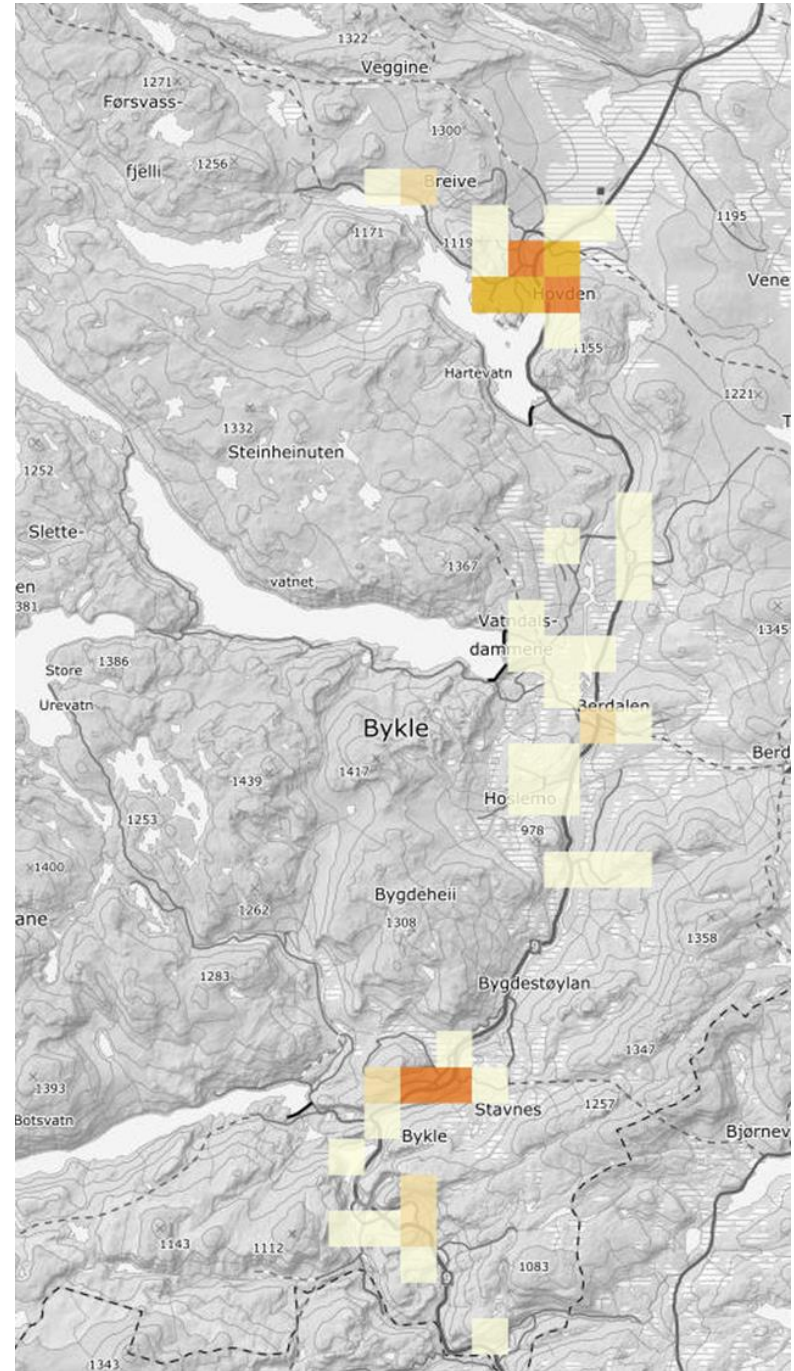 1322
Veggine
1271
Førsvass-
1300
fjelli
1256
Breive
1195
1171
1119
Vene
Hovden
1155
Hartevatn
1221
T
1332
Steinheinuten
1252
Slette-
1367
vatnet
en
381
Vatndals-
1345
dammene
1386
Store
Urevatn
Berdalen
Bykle
Berd
1417
1439
Hoslemo
1253
978
1400
Bygdeheii
1262
ane
1308
1358
1283
Bygdestøylan
1347
1393
1257
Stavnes
Botsvatn
Bykle
Bjørnev
1143
1112
1083
1343